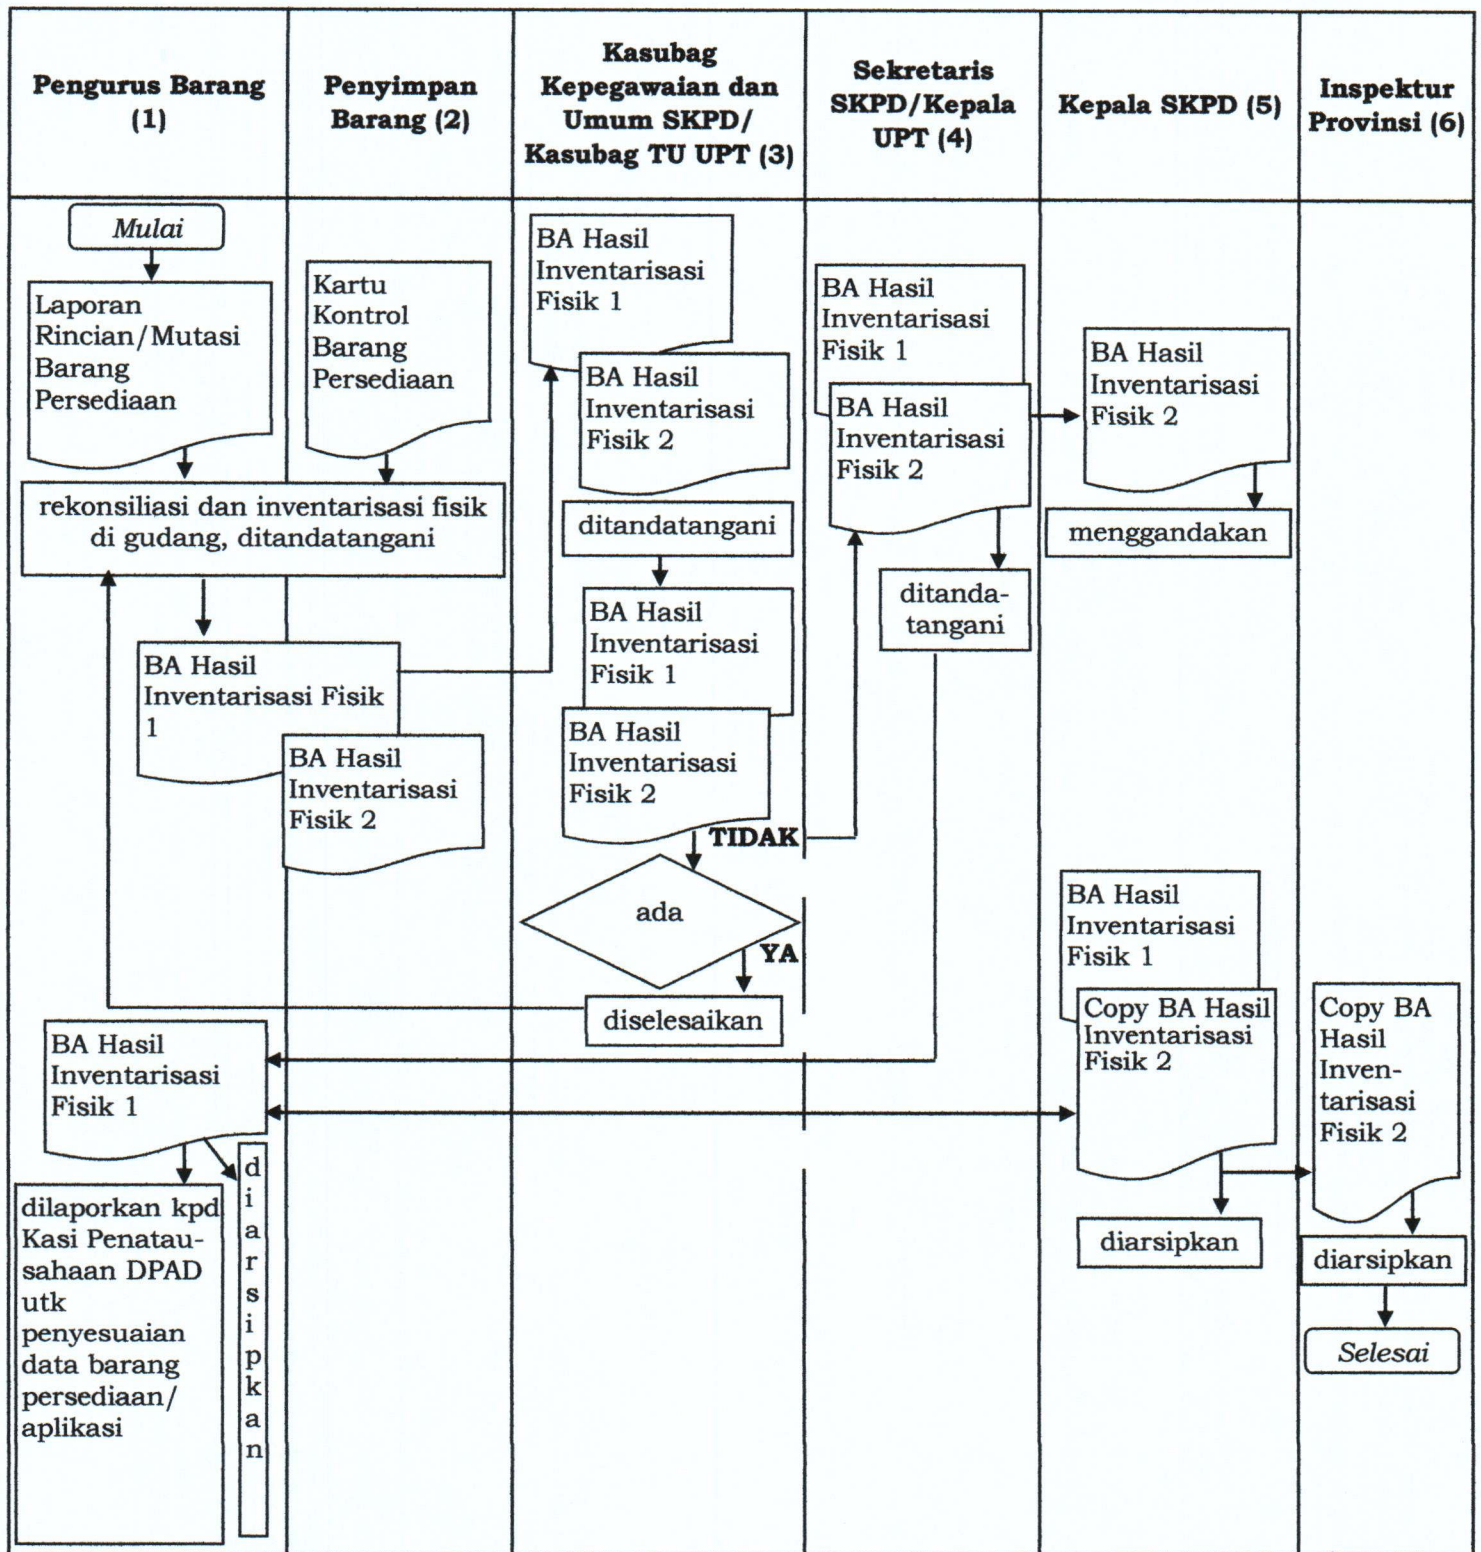 Pengurus Barang
(1)
Penyimpan
Barang (2)
Kasubag
Kepegawaian dan
Umum SKPD/
Kasubag TU UPT (3)
Sekretaris
SKPD/Kepala
UPT (4)
Kepala SKPD (5)
Inspektur
Provinsi (6)
Mulai
Laporan
Rincian/Mutasi
Barang
Persediaan
Kartu
Kontrol
Barang
Persediaan
rekonsiliasi dan inventarisasi fisik
di gudang, ditandatangani
BA Hasil
Inventarisasi Fisik
1
BA Hasil
Inventarisasi
Fisik 2
BA Hasil
Inventarisasi
Fisik 1
BA Hasil
Inventarisasi
Fisik 2
ditandatangani
BA Hasil
Inventarisasi
Fisik 1
BA Hasil
Inventarisasi
Fisik 2
TIDAK
ada
YA
diselesaikan
BA Hasil
Inventarisasi
Fisik 1
BA Hasil
Inventarisasi
Fisik 2
ditanda-
tangani
BA Hasil
Inventarisasi
Fisik 2
menggandakan
BA Hasil
Inventarisasi
Fisik 1
dilaporkan kpd
Kasi Penatau-
sahaan DPAD
utk
penyesuaian
data barang
persediaan/
aplikasi
d
i
a
r
s
i
p
k
a
n
BA Hasil
Inventarisasi
Fisik 1
Copy BA Hasil
Inventarisasi
Fisik 2
diarsipkan
Copy BA
Hasil
Inven-
tarisasi
Fisik 2
diarsipkan
Selesai